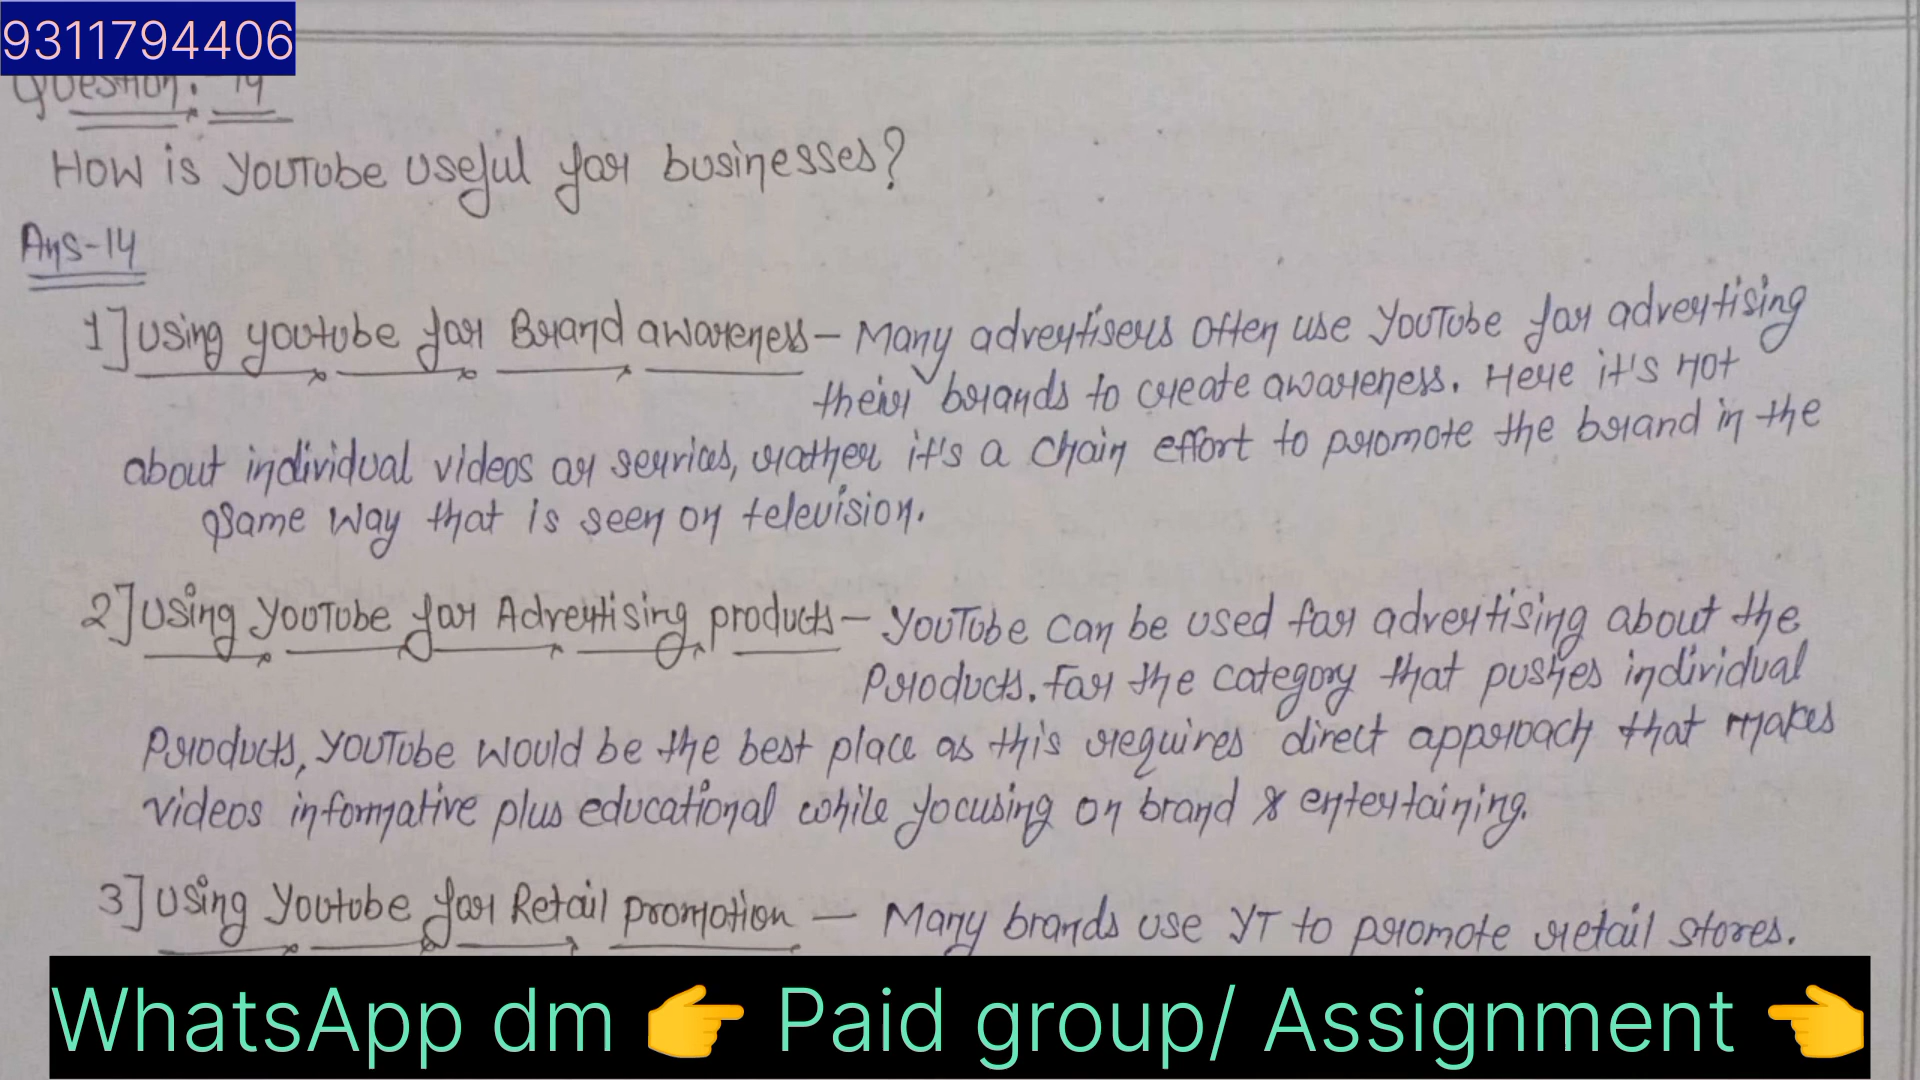 9311794406
Question:- 14
How is YouTube useful for businesses?
Ans-14
1] Using youtube for Brand awareness – Many advertisers often use YouTube for advertising
their brands to create awareness. Here it's not
about individual videos or services, rather it's a chain effort to promote the brand in the
same way that is seen on television.
2] Using YouTube for Advertising products – YouTube can be used for advertising about the
Products. For the category that pushes individual
Products, YouTube would be the best place as this requires direct approach that makes
videos informative plus educational while focusing on brand & entertaining.
3] Using Youtube for Retail promotion – Many brands use YT to promote retail stores.
WhatsApp dm 👉 Paid group/ Assignment 👈